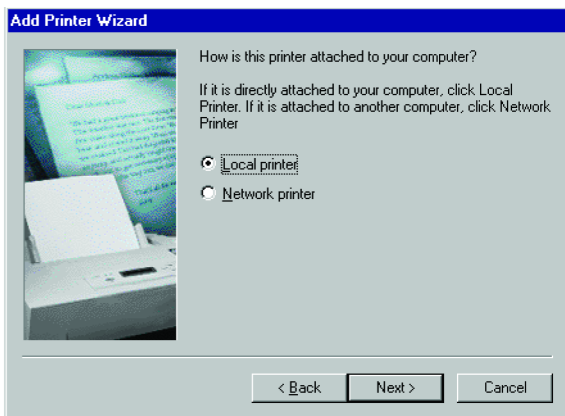 Add Printer Wizard
How is this printer attached to your computer?
If it is directly attached to your computer, click Local
Printer. If it is attached to another computer, click Network
Printer
Local printer
Network printer
< Back
Next >
Cancel